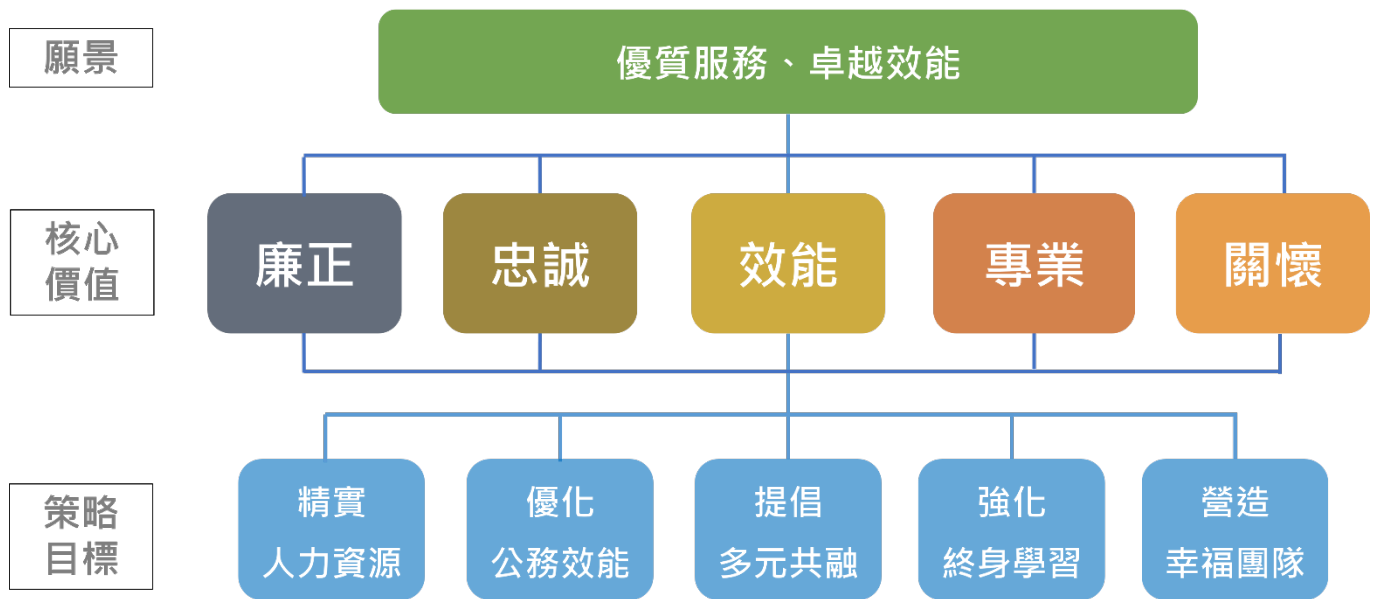 願景
優質服務、卓越效能
核心
價值
廉正
忠誠
效能
專業
關懷
策略
目標
精實
人力資源
優化
公務效能
提倡
多元共融
強化
終身學習
營造
幸福團隊